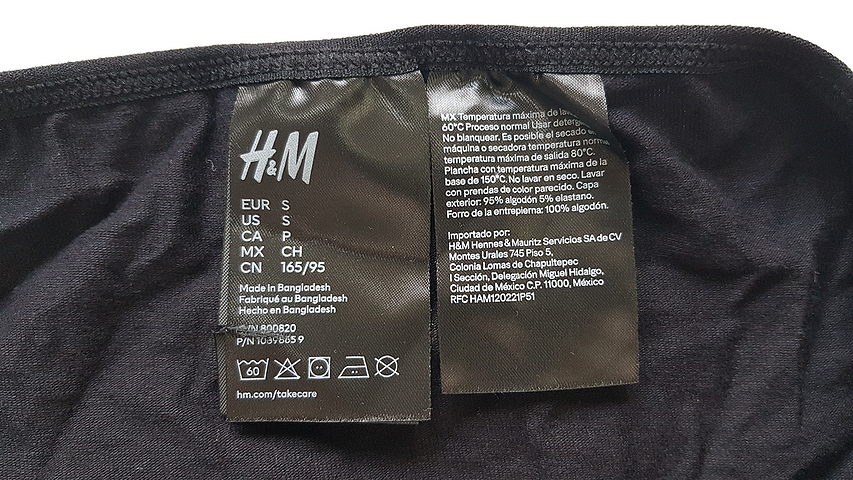 H&M
EUR S
US S
CA P
MX CH
CN 165/95
Made in Bangladesh
Fabriqué au Bangladesh
Hecho en Bangladesh
800820
P/N
hm.com/takecare
60
MX Temperatura máxima de
60°C Proceso normal Usar
No blanquear. Es posible el secado
máquina o secadora temperatura
temperatura máxima de salida 80°C.
Plancha con temperatura máxima de la
base de 150°C. No lavar en seco. Lavar
con prendas de color parecido. Capa
exterior: 95% algodón 5% elastano.
Forro de la entrepierna: 100% algodón.
Importado por:
H&M Hennes & Mauritz Servicios SA de CV
Montes Urales 745 Piso 5,
Colonia Lomas de Chapultepec
I Sección, Delegación Miguel Hidalgo,
Ciudad de México C.P. 11000, México
RFC HAM120221P51